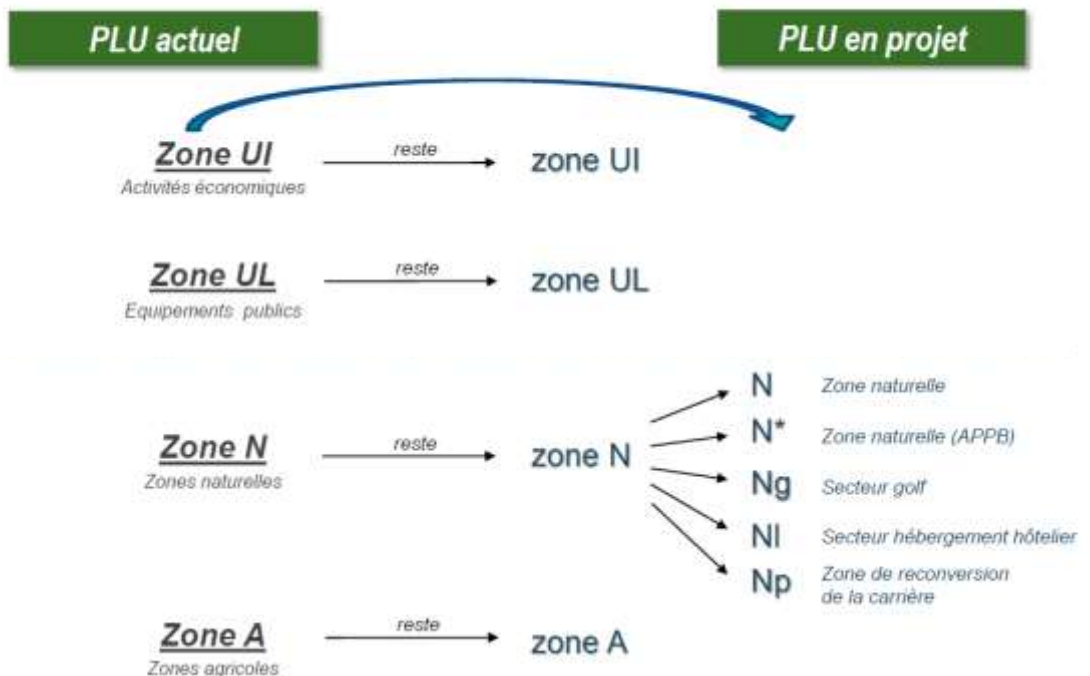 PLU actuel
PLU en projet
Zone UI
reste
zone UI
Activités économiques
Zone UL
reste
zone UL
Equipements publics
Zone N
reste
zone N
Zones naturelles
N Zone naturelle
N* Zone naturelle (APPB)
Ng Secteur golf
Nl Secteur hébergement hôtelier
Np Zone de reconversion
de la carrière
Zone A
reste
zone A
Zones agricoles